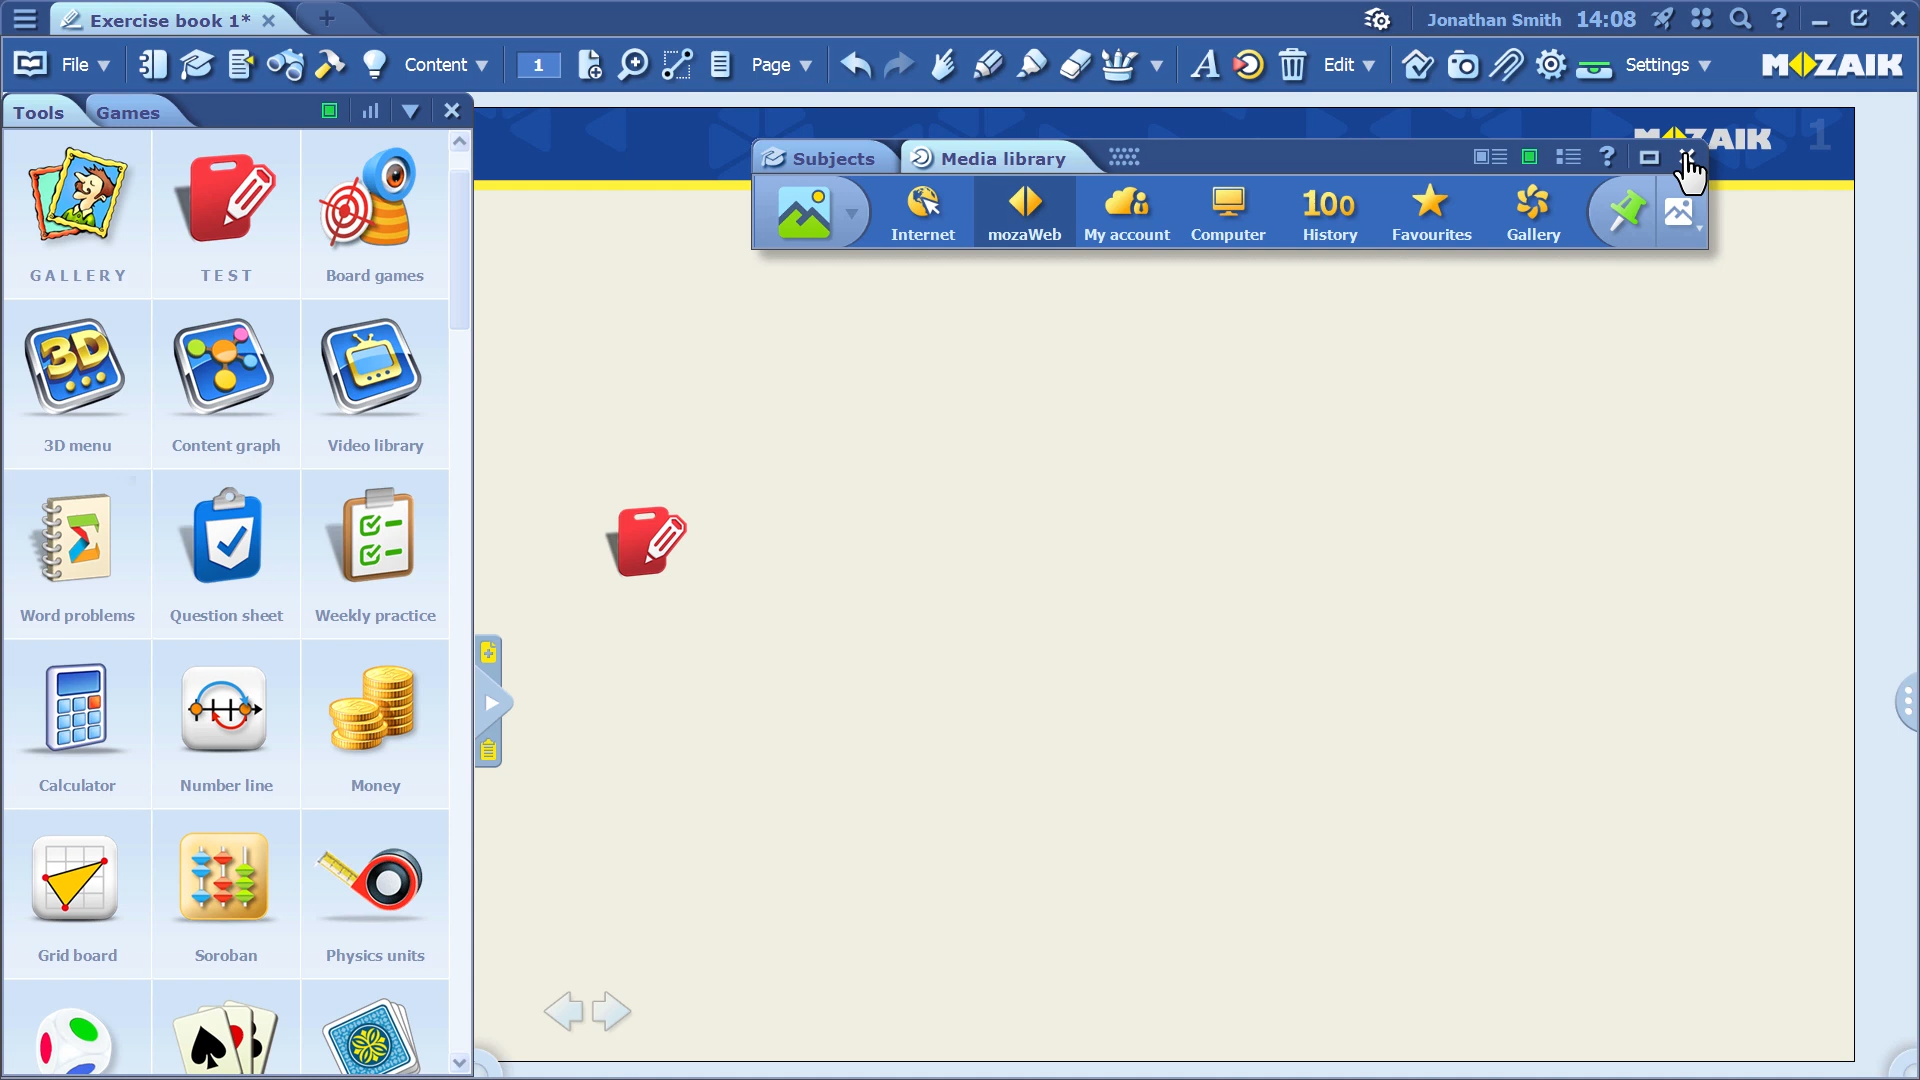 Exercise book 1*
Jonathan Smith 14:08
File
Content
1
Page
Edit
Settings
MOZAIK
Tools
Games
MOZAIK
1
Subjects
Media library
Internet
mozaWeb
My account
Computer
100
History
Favourites
Gallery
GALLERY
TEST
Board games
3D
3D menu
Content graph
Video library
Word problems
Question sheet
Weekly practice
Calculator
Number line
Money
Grid board
Soroban
Physics units